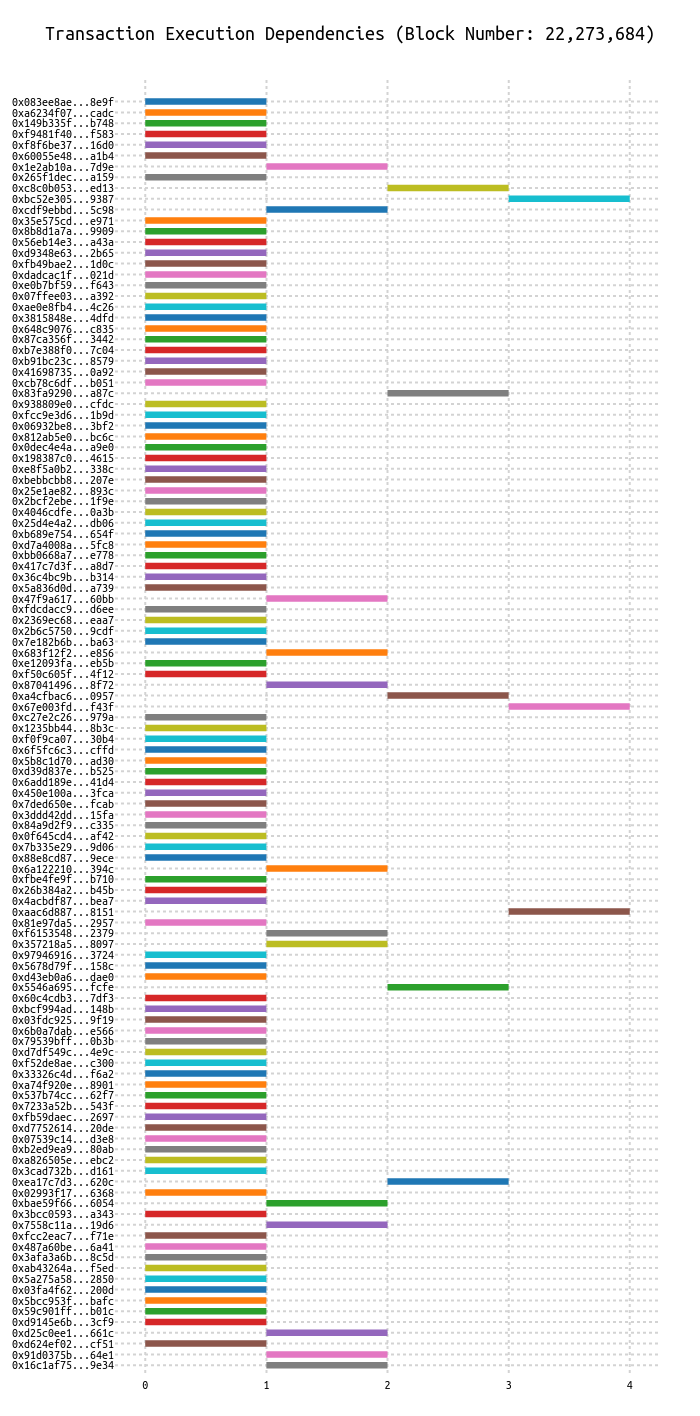 Transaction Execution Dependencies (Block Number: 22,273,684)
0x083ee8ae...8e9f
0xa6234f07...cadc
0x149b335f...b748
0xf9481f40...f583
0xf8f6be37...16d0
0x60055e48...a1b4
0x1e2ab10a...7d9e
0x265f1dec...a159
0xc8c0b053...ed13
0xbc52e305...9387
0xcdf9ebbd...5c98
0x35e575cd...e971
0x8b8d1a7a...9909
0x56eb14e3...a43a
0xd9348e63...2b65
0xfb49bae2...1d0c
0xdadcac1f...021d
0xe0b7bf59...f643
0x07ffee03...a392
0xae0e8fb4...4c26
0x3815848e...4dfd
0x648c9076...c835
0x87ca356f...3442
0xb7e388f0...7c04
0xb91bc23c...8579
0x41698735...0a92
0xcb78c6df...b051
0x83fa9290...a87c
0x938809e0...cfdc
0xfcc9e3d6...1b9d
0x06932be8...3bf2
0x812ab5e0...bc6c
0x0dec4e4a...a9e0
0x198387c0...4615
0xe8f5a0b2...338c
0xbebbcbb8...207e
0x25e1ae82...893c
0x2bcf2ebe...1f9e
0x4046cdfe...0a3b
0x25d4e4a2...db06
0xb689e754...654f
0xd7a4008a...5fc8
0xbb0668a7...e778
0x417c7d3f...a8d7
0x36c4bc9b...b314
0x5a836d0d...a739
0x47f9a617...60bb
0xfdcdacc9...d6ee
0x2369ec68...eaa7
0x2b6c5750...9cdf
0x7e182b6b...ba63
0x683f12f2...e856
0xe12093fa...eb5b
0xf50c605f...4f12
0x87041496...8f72
0xa4cfbac6...0957
0x67e003fd...f43f
0xc27e2c26...979a
0x1235bb44...8b3c
0xf0f9ca07...30b4
0x6f5fc6c3...cffd
0x5b8c1d70...ad30
0xd39d837e...b525
0x6add189e...41d4
0x450e100a...3fca
0x7ded650e...fcab
0x3ddd42dd...15fa
0x84a9d2f9...c335
0x0f645cd4...af42
0x7b335e29...9d06
0x88e8cd87...9ece
0x6a122210...394c
0xfbe4fe9f...b710
0x26b384a2...b45b
0x4acbdf87...bea7
0xaac6d887...8151
0x81e97da5...2957
0xf6153548...2379
0x357218a5...8097
0x97946916...3724
0x5678d79f...158c
0xd43eb0a6...dae0
0x5546a695...fcfe
0x60c4cdb3...7df3
0xbcf994ad...148b
0x03fdc925...9f19
0x6b0a7dab...e566
0x79539bff...0b3b
0xd7df549c...4e9c
0xf52de8ae...c300
0x33326c4d...f6a2
0xa74f920e...8901
0x537b74cc...62f7
0x7233a52b...543f
0xfb59daec...2697
0xd7752614...20de
0x07539c14...d3e8
0xb2ed9ea9...80ab
0xa826505e...ebc2
0x3cad732b...d161
0xea17c7d3...620c
0x02993f17...6368
0xbae59f66...6054
0x3bcc0593...a343
0x7558c11a...19d6
0xfcc2eac7...f71e
0x487a60be...6a41
0x3afa3a6b...8c5d
0xab43264a...f5ed
0x5a275a58...2850
0x03fa4f62...200d
0x5bcc953f...bafc
0x59c901ff...b01c
0xd9145e6b...3cf9
0xd25c0ee1...661c
0xd624ef02...cf51
0x91d0375b...64e1
0x16c1af75...9e34
0 1 2 3 4